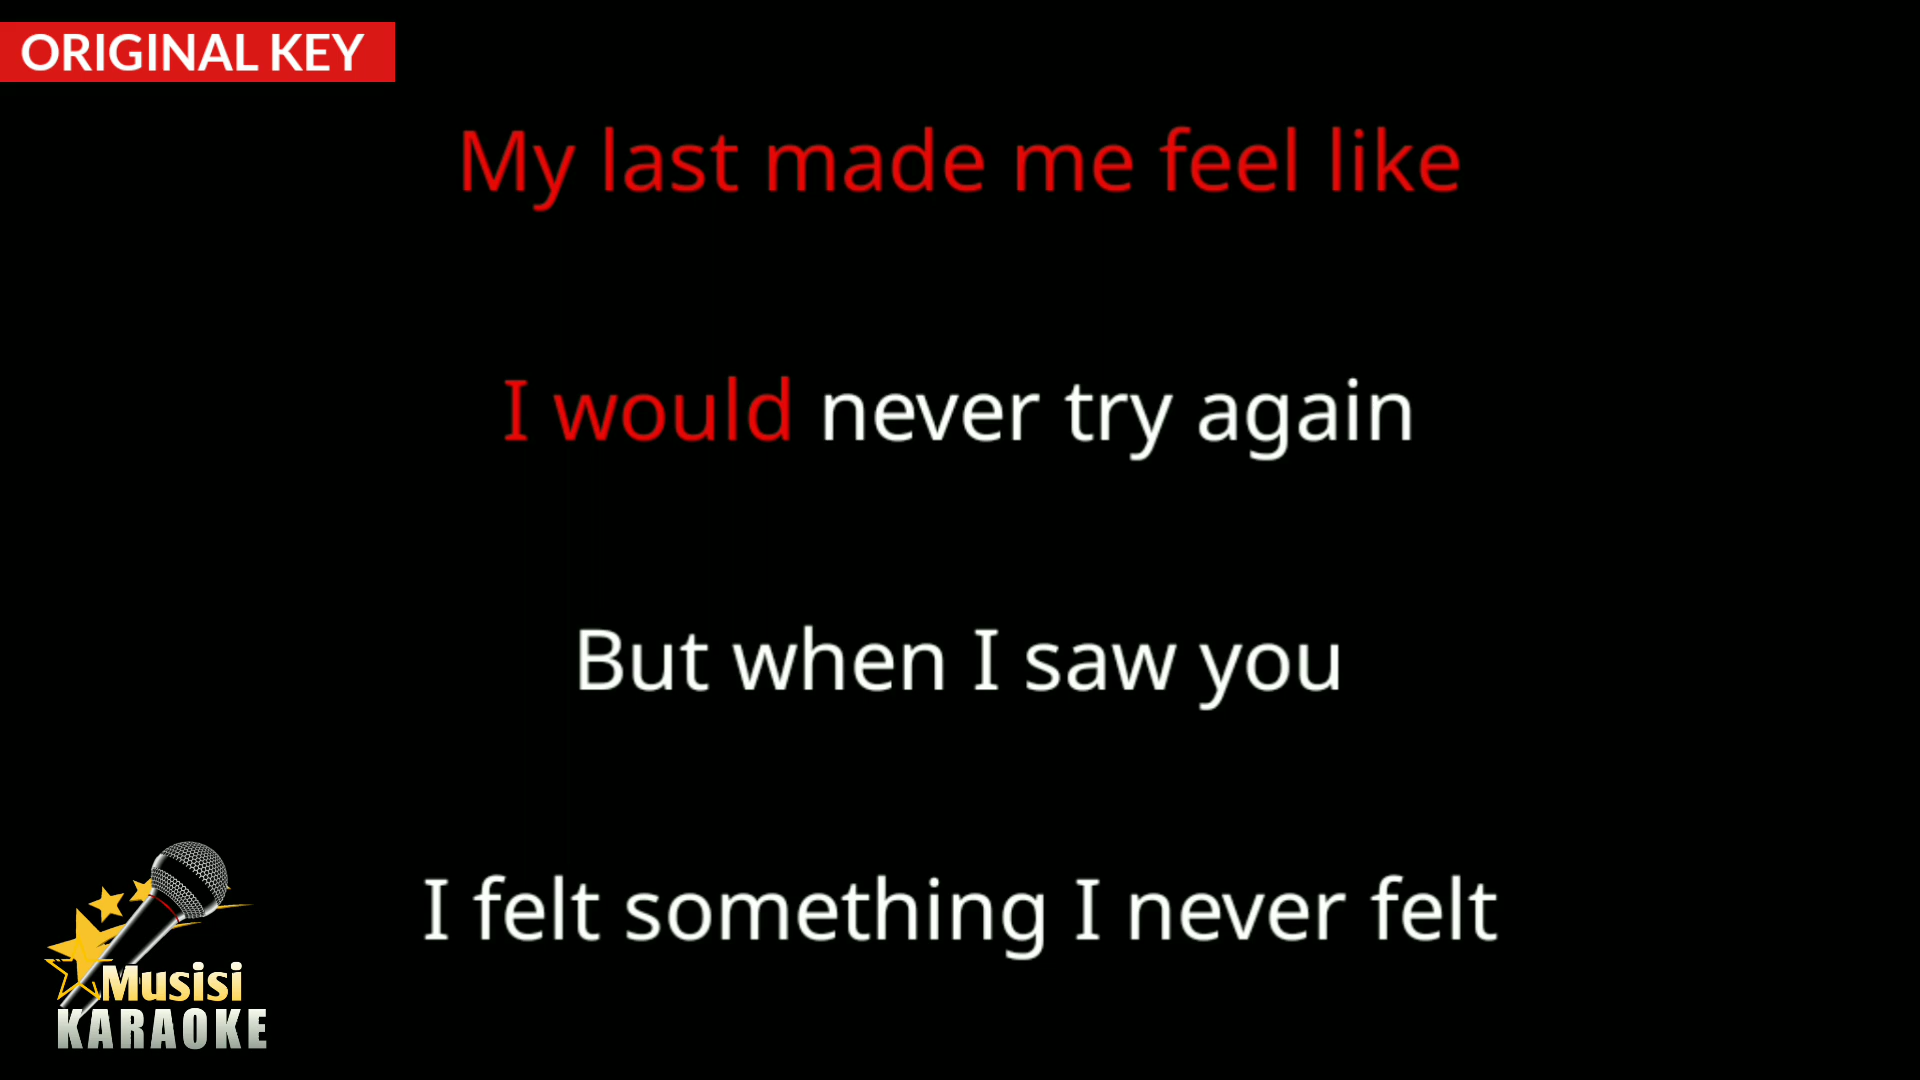 ORIGINAL KEY
My last made me feel like
I would never try again
But when I saw you
I felt something I never felt
Musisi
KARAOKE